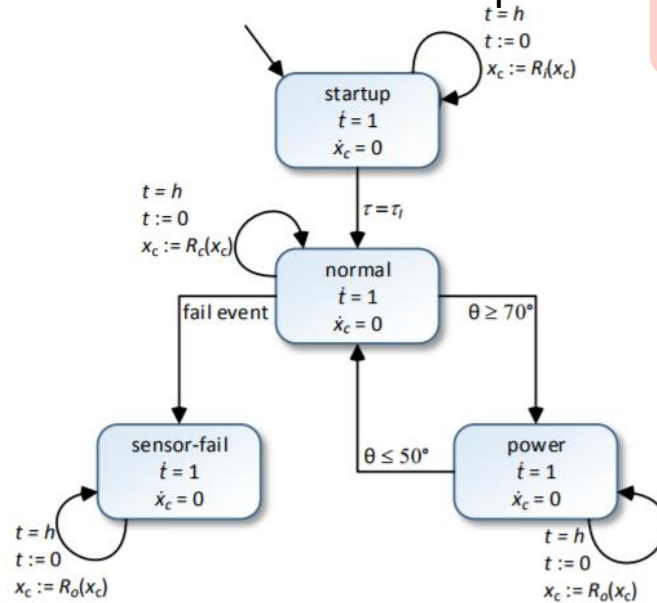 t = h
t := 0
x_c := R_I(x_c)
startup
ṫ = 1
ẋ_c = 0
τ = τ_I
t = h
t := 0
x_c := R_c(x_c)
normal
ṫ = 1
ẋ_c = 0
fail event
θ ≥ 70°
sensor-fail
ṫ = 1
ẋ_c = 0
θ ≤ 50°
power
ṫ = 1
ẋ_c = 0
t = h
t := 0
x_c := R_o(x_c)
t = h
t := 0
x_c := R_o(x_c)